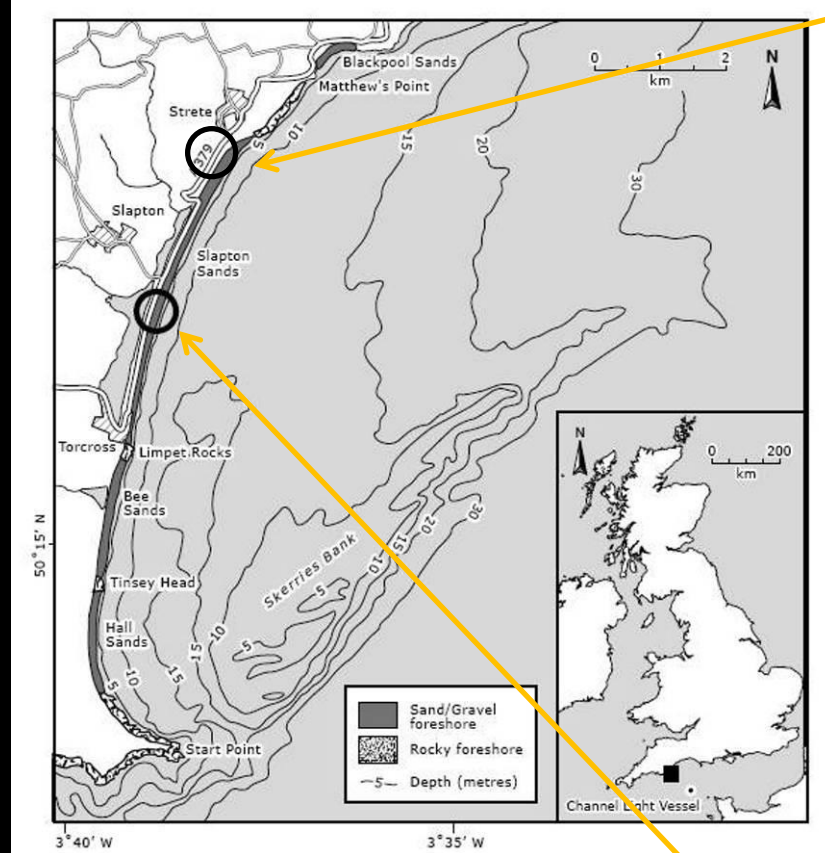 Blackpool Sands
Matthew's Point
0 1 2
km
N
Strete
379
5
10
15
20
30
Slapton
Slapton
Sands
Torcross
Limpet Rocks
Bee
Sands
50°15' N
Tinsey Head
Hall
Sands
Skerries Bank
5
5
10
15
20
30
10
15
15
10
5
Start Point
Sand/Gravel
foreshore
Rocky foreshore
5 Depth (metres)
N
0 200
km
Channel Light Vessel
3°40' W
3°35' W